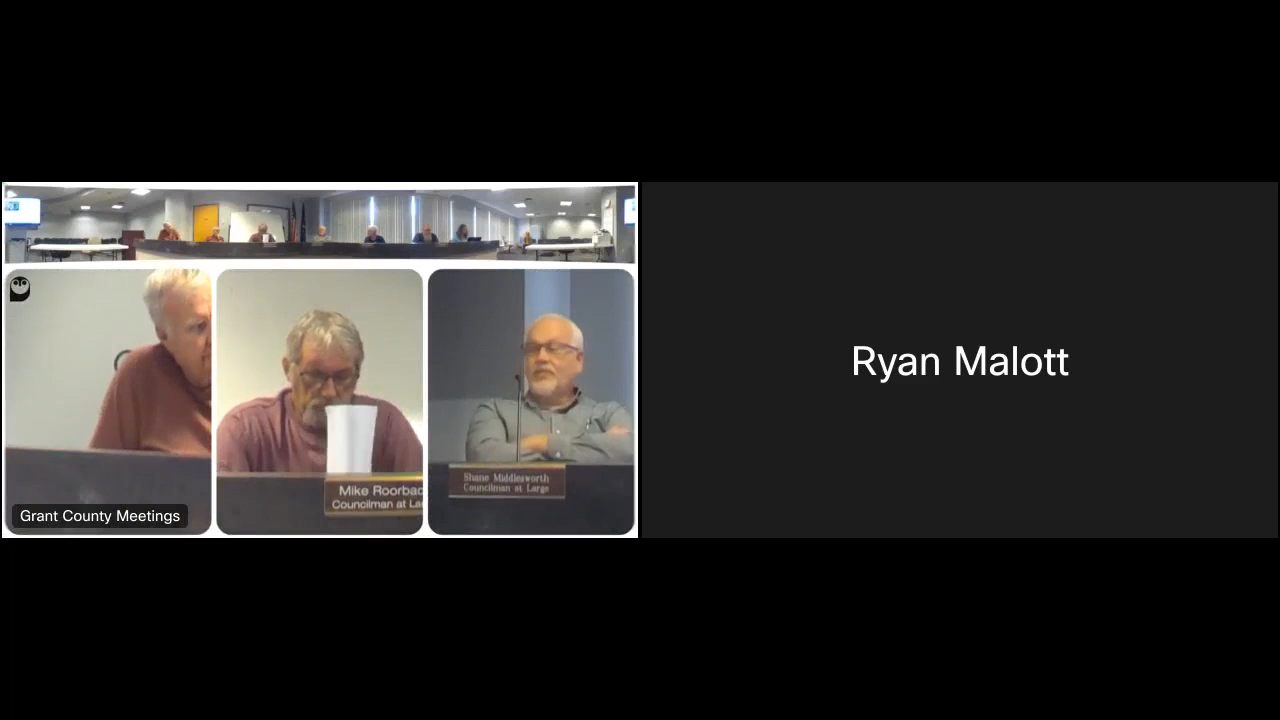 Grant County Meetings
Mike Roorbac
Councilman at La
Shane Middlesworth
Councilman at Large
Ryan Malott